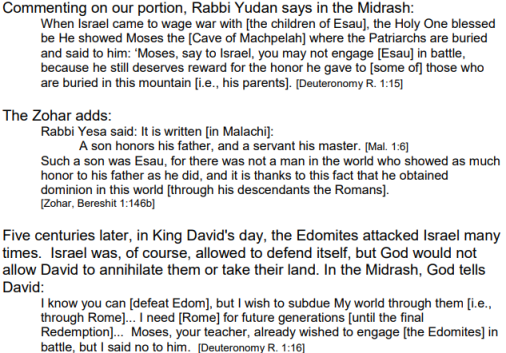 Commenting on our portion, Rabbi Yudan says in the Midrash:
When Israel came to wage war with [the children of Esau], the Holy One blessed
be He showed Moses the [Cave of Machpelah] where the Patriarchs are buried
and said to him: ‘Moses, say to Israel, you may not engage [Esau] in battle,
because he still deserves reward for the honor he gave to [some of] those who
are buried in this mountain [i.e., his parents]. [Deuteronomy R. 1:15]
The Zohar adds:
Rabbi Yesa said: It is written [in Malachi]:
A son honors his father, and a servant his master. [Mal. 1:6]
Such a son was Esau, for there was not a man in the world who showed as much
honor to his father as he did, and it is thanks to this fact that he obtained
dominion in this world [through his descendants the Romans].
[Zohar, Bereshit 1:146b]
Five centuries later, in King David's day, the Edomites attacked Israel many
times.  Israel was, of course, allowed to defend itself, but God would not
allow David to annihilate them or take their land. In the Midrash, God tells
David:
I know you can [defeat Edom], but I wish to subdue My world through them [i.e.,
through Rome]... I need [Rome] for future generations [until the final
Redemption]...  Moses, your teacher, already wished to engage [the Edomites] in
battle, but I said no to him.  [Deuteronomy R. 1:16]